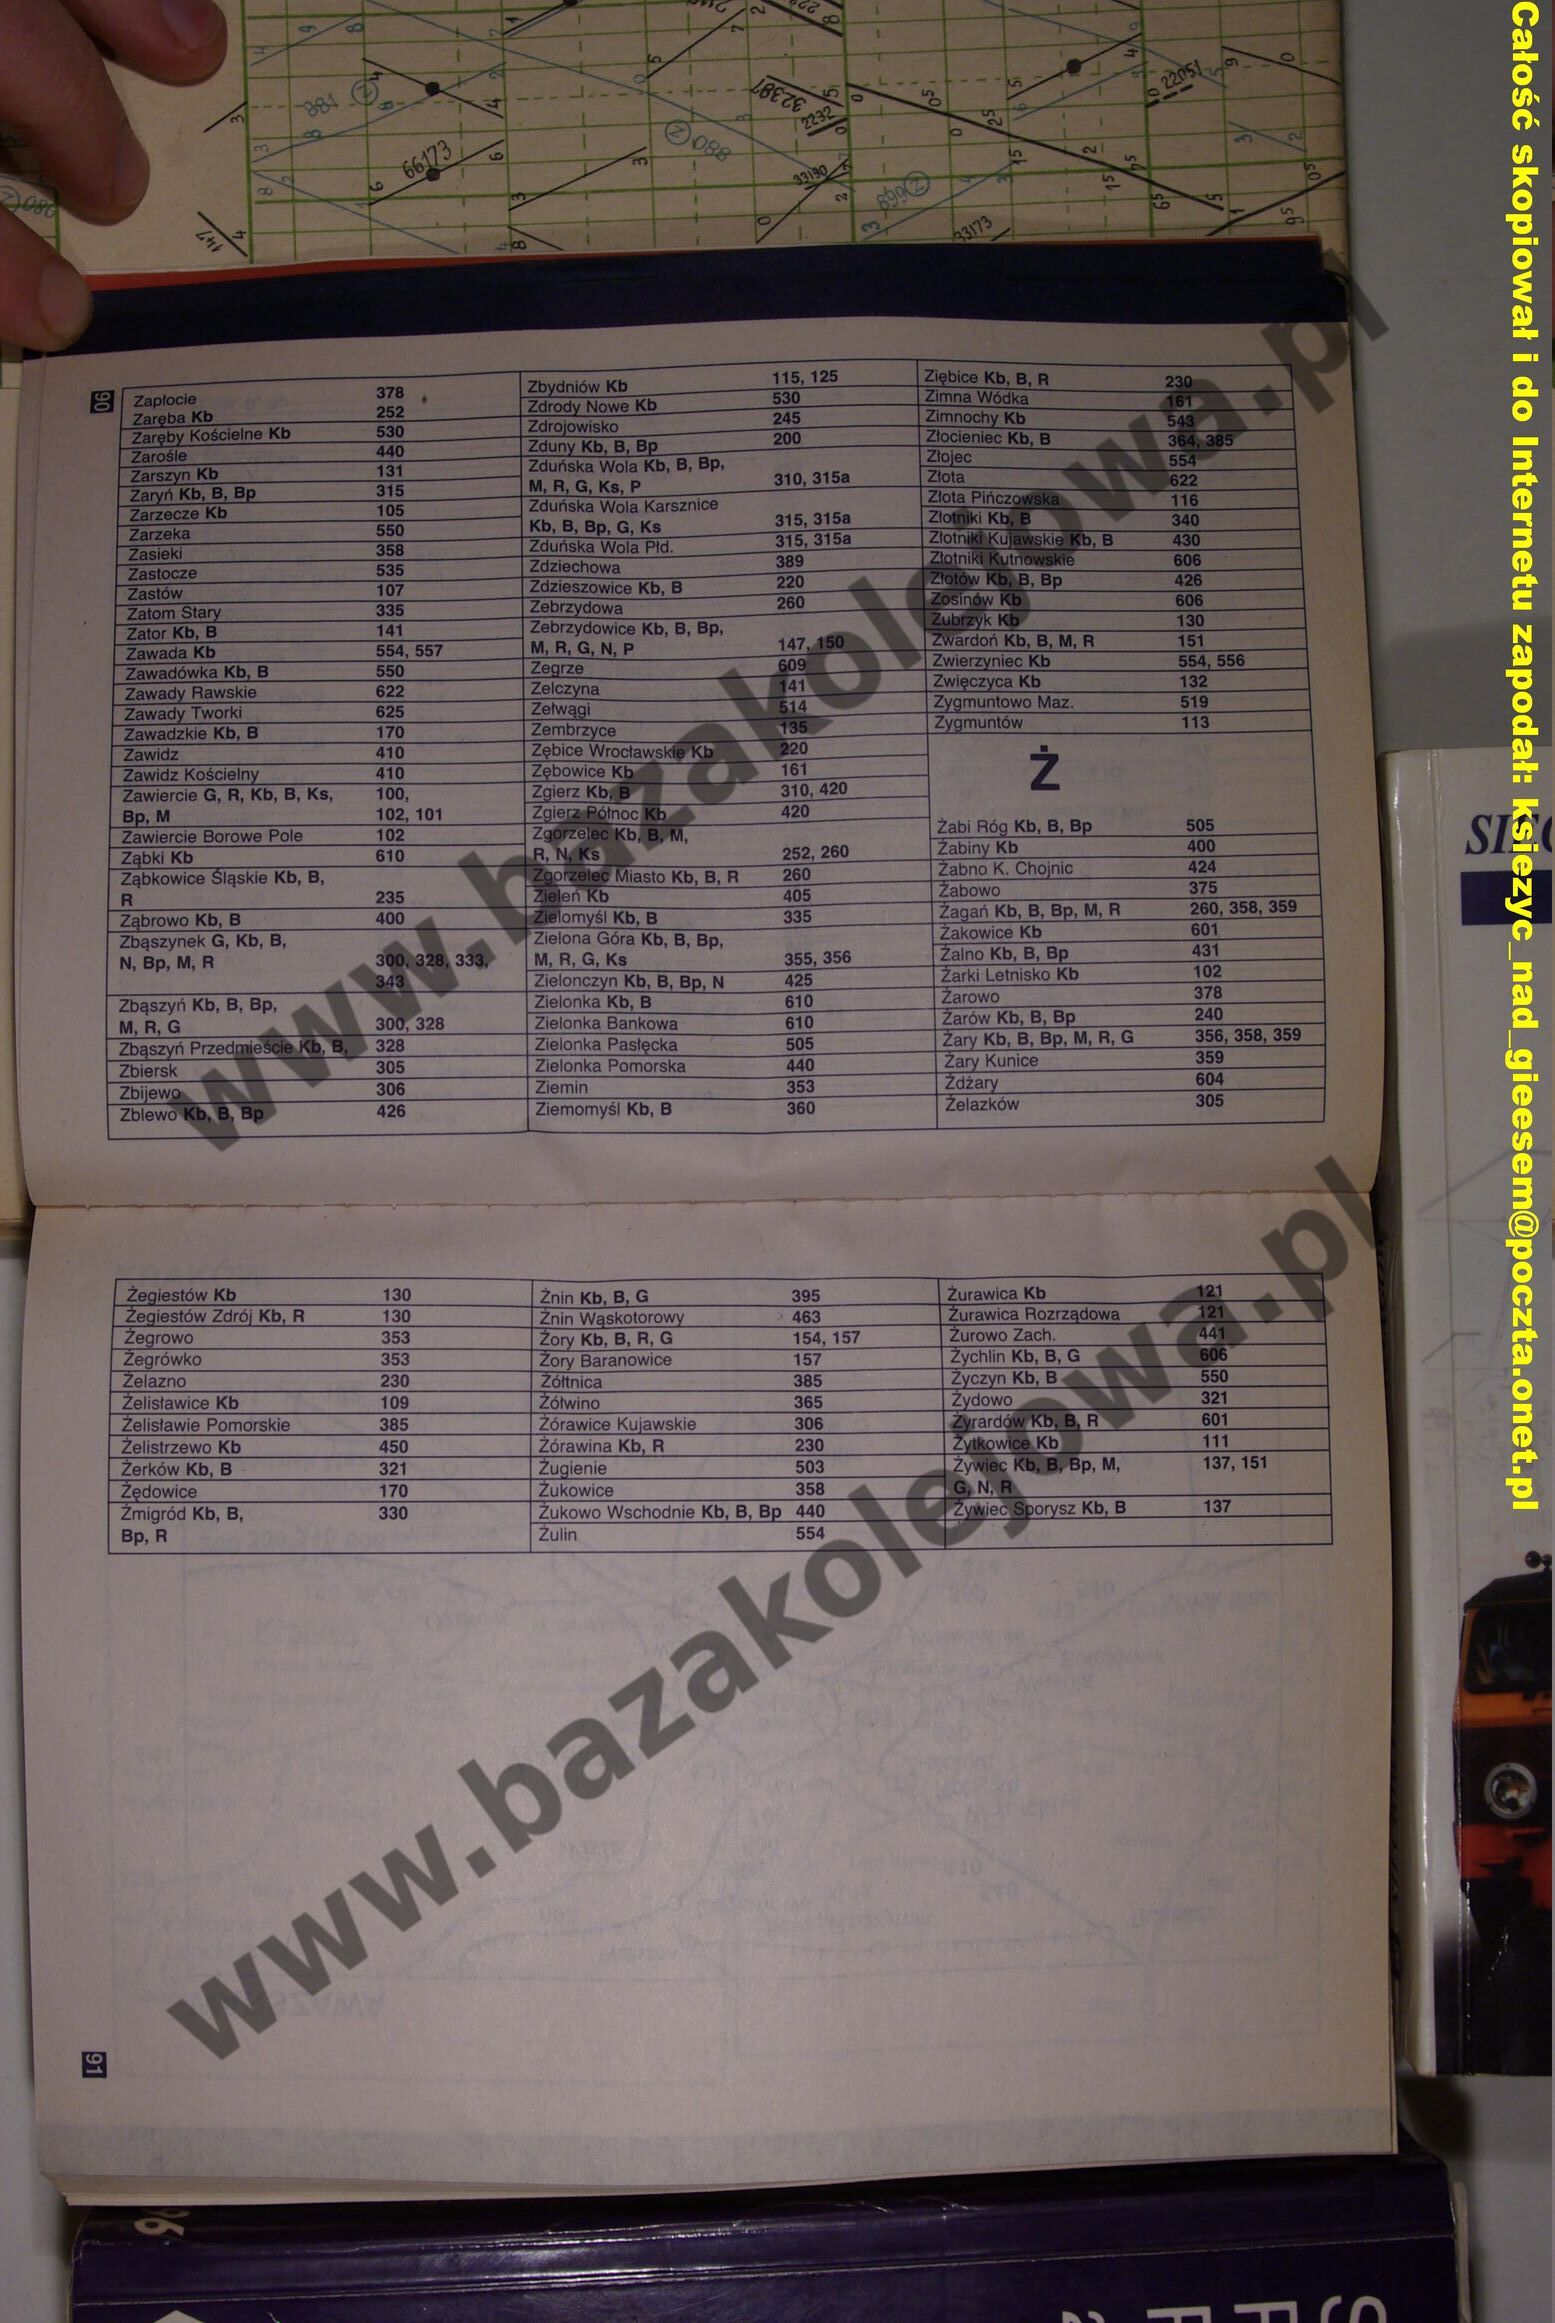 881
66173
880
32387
2232
33190
899
33173
22051
147
90
Zapłocie 378
Zaręba Kb 252
Zaręby Kościelne Kb 530
Zarośle 440
Zarszyn Kb 131
Zaryń Kb, B, Bp 315
Zarzecze Kb 105
Zarzeka 550
Zasieki 358
Zastocze 535
Zastów 107
Zatom Stary 335
Zator Kb, B 141
Zawada Kb 554, 557
Zawadówka Kb, B 550
Zawady Rawskie 622
Zawady Tworki 625
Zawadzkie Kb, B 170
Zawidz 410
Zawidz Kościelny 410
Zawiercie G, R, Kb, B, Ks, 100,
Bp, M 102, 101
Zawiercie Borowe Pole 102
Ząbki Kb 610
Ząbkowice Śląskie Kb, B,
R 235
Ząbrowo Kb, B 400
Zbąszynek G, Kb, B,
N, Bp, M, R 300, 328, 333,
343
Zbąszyń Kb, B, Bp,
M, R, G 300, 328
Zbąszyń Przedmieście Kb, B, 328
Zbiersk 305
Zbijewo 306
Zblewo Kb, B, Bp 426
Zbydniów Kb 115, 125
Zdrody Nowe Kb 530
Zdrojowisko 245
Zduny Kb, B, Bp 200
Zduńska Wola Kb, B, Bp,
M, R, G, Ks, P 310, 315a
Zduńska Wola Karsznice
Kb, B, Bp, G, Ks 315, 315a
Zduńska Wola Płd. 315, 315a
Zdziechowa 389
Zdzieszowice Kb, B 220
Zebrzydowa 260
Zebrzydowice Kb, B, Bp,
M, R, G, N, P 147, 150
Zegrze 609
Zelczyna 141
Zełwągi 514
Zembrzyce 135
Zębice Wrocławskie Kb 220
Zębowice Kb 161
Zgierz Kb, B 310, 420
Zgierz Północ Kb 420
Zgorzelec Kb, B, M,
R, N, Ks 252, 260
Zgorzelec Miasto Kb, B, R 260
Zieleń Kb 405
Zielomyśl Kb, B 335
Zielona Góra Kb, B, Bp,
M, R, G, Ks 355, 356
Zielonczyn Kb, B, Bp, N 425
Zielonka Kb, B 610
Zielonka Bankowa 610
Zielonka Pasłęcka 505
Zielonka Pomorska 440
Ziemin 353
Ziemomyśl Kb, B 360
Ziębice Kb, B, R 230
Zimna Wódka 161
Zimnochy Kb 543
Złocieniec Kb, B 364, 385
Złojec 554
Złota 622
Złota Pińczowska 116
Złotniki Kb, B 340
Złotniki Kujawskie Kb, B 430
Złotniki Kutnowskie 606
Złotów Kb, B, Bp 426
Zosinów Kb 606
Zubrzyk Kb 130
Zwardoń Kb, B, M, R 151
Zwierzyniec Kb 554, 556
Zwięczyca Kb 132
Zygmuntowo Maz. 519
Zygmuntów 113
Ż
Żabi Róg Kb, B, Bp 505
Żabiny Kb 400
Żabno K. Chojnic 424
Żabowo 375
Żagań Kb, B, Bp, M, R 260, 358, 359
Żakowice Kb 601
Żalno Kb, B, Bp 431
Żarki Letnisko Kb 102
Żarowo 378
Żarów Kb, B, Bp 240
Żary Kb, B, Bp, M, R, G 356, 358, 359
Żary Kunice 359
Żdżary 604
Żelazków 305
Żegiestów Kb 130
Żegiestów Zdrój Kb, R 130
Żegrowo 353
Żegrówko 353
Żelazno 230
Żelisławice Kb 109
Żelisławie Pomorskie 385
Żelistrzewo Kb 450
Żerków Kb, B 321
Żędowice 170
Żmigród Kb, B, 330
Bp, R
Żnin Kb, B, G 395
Żnin Wąskotorowy 463
Żory Kb, B, R, G 154, 157
Żory Baranowice 157
Żółtnica 385
Żółwino 365
Żórawice Kujawskie 306
Żórawina Kb, R 230
Żugienie 503
Żukowice 358
Żukowo Wschodnie Kb, B, Bp 440
Żulin 554
Żurawica Kb 121
Żurawica Rozrządowa 121
Żurowo Zach. 441
Żychlin Kb, B, G 606
Życzyn Kb, B 550
Żydowo 321
Żyrardów Kb, B, R 601
Żytkowice Kb 111
Żywiec Kb, B, Bp, M, 137, 151
G, N, R
Żywiec Sporysz Kb, B 137
91
www.bazakolejowa.pl
www.bazakolejowa.pl
Całość skopiował i do Internetu zapodał: ksiezyc_nad_gieesem@poczta.onet.pl